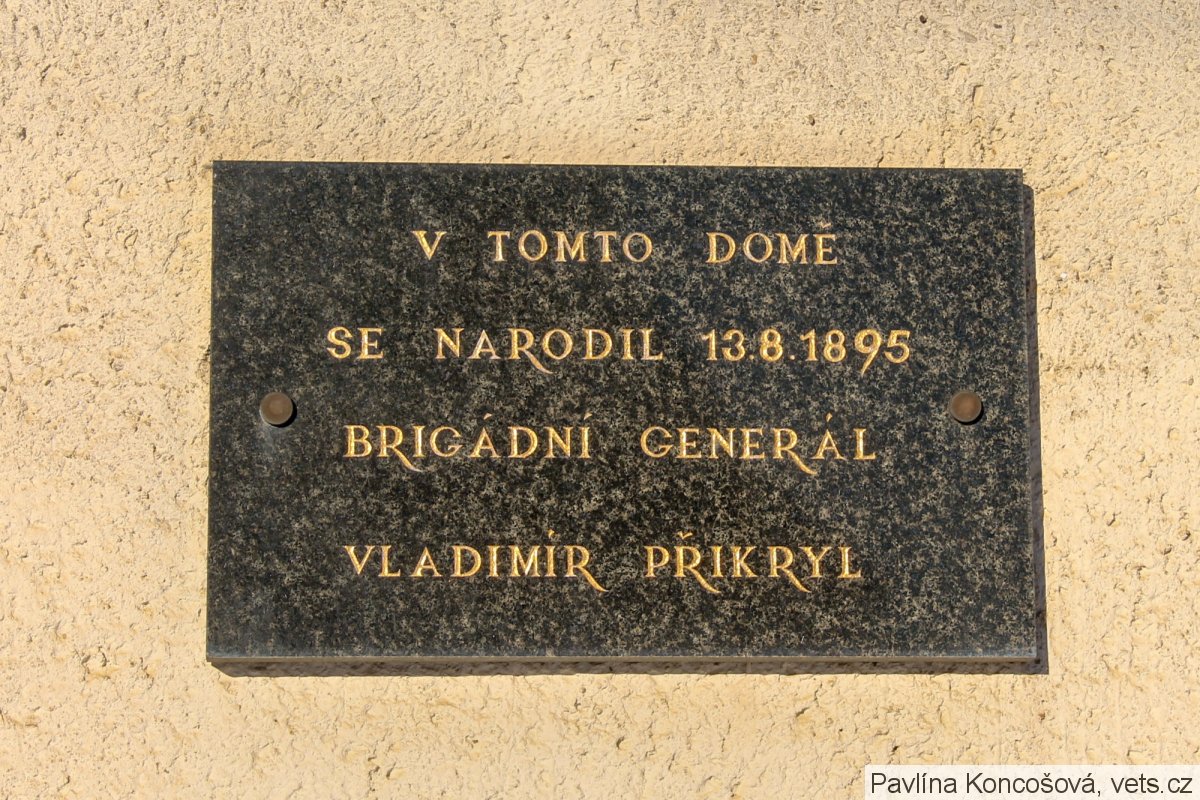 V TOMTO DOMĚ
SE NARODIL 13.8.1895
BRIGÁDNÍ GENERÁL
VLADIMÍR PŘIKRYL
Pavlína Koncošová, vets.cz